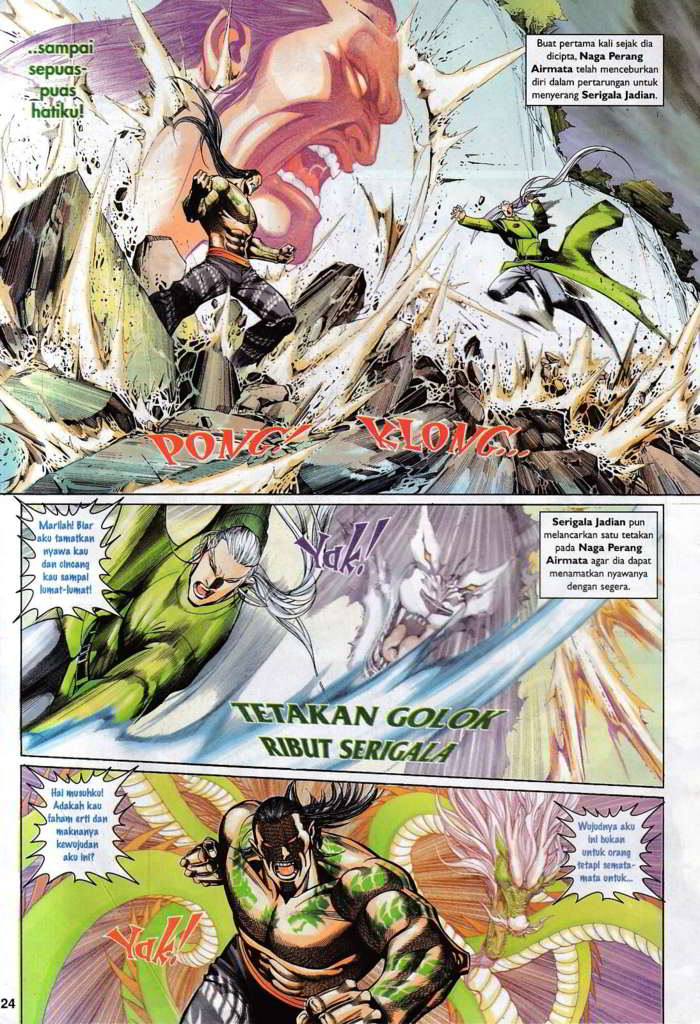 ..sampai
sepuas-
puas
hatiku!
Buat pertama kali sejak dia
dicipta, Naga Perang
Airmata telah menceburkan
diri dalam pertarungan untuk
menyerang Serigala Jadian.
PONG! KLONG...
Marilah! Biar
aku tamatkan
nyawa kau
dan cincang
kau sampai
lumat-lumat!
Yak!
Serigala Jadian pun
melancarkan satu tetakan
pada Naga Perang
Airmata agar dia dapat
menamatkan nyawanya
dengan segera.
TETAKAN GOLOK
RIBUT SERIGALA
Hai musuhku!
Adakah kau
faham erti dan
maknanya
kewujudan
aku ini?
Yak!
Wujudnya aku
ini bukan
untuk orang
tetapi semata-
mata untuk...
24